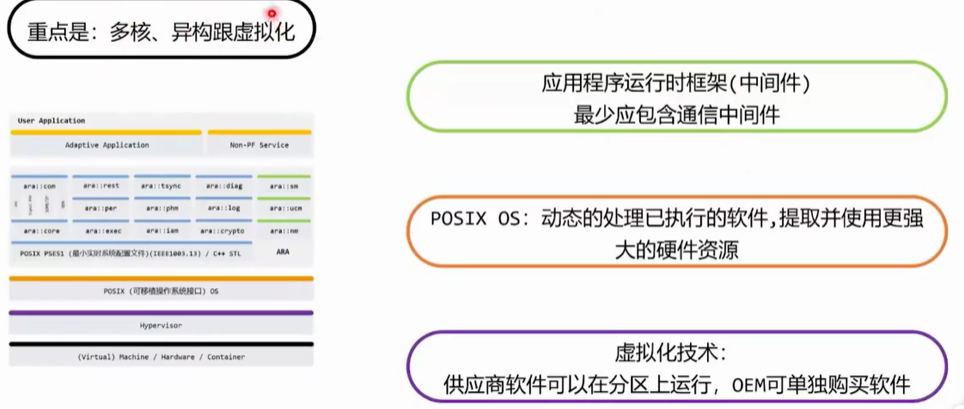 重点是：多核、异构跟虚拟化
应用程序运行时框架(中间件)
最少应包含通信中间件
User Application
Adaptive Application
Non-PF Service
ara::com ara::rest ara::tsync ara::diag ara::sm
ara::per ara::phm ara::log ara::ucm
ara::core ara::exec ara::iam ara::crypto ara::nm
POSIX PSES1 (最小实时系统配置文件)(IEEE1003.13) / C++ STL
ARA
POSIX OS：动态的处理已执行的软件,提取并使用更强
大的硬件资源
POSIX (可移植操作系统接口) OS
Hypervisor
(Virtual) Machine / Hardware / Container
虚拟化技术：
供应商软件可以在分区上运行，OEM可单独购买软件